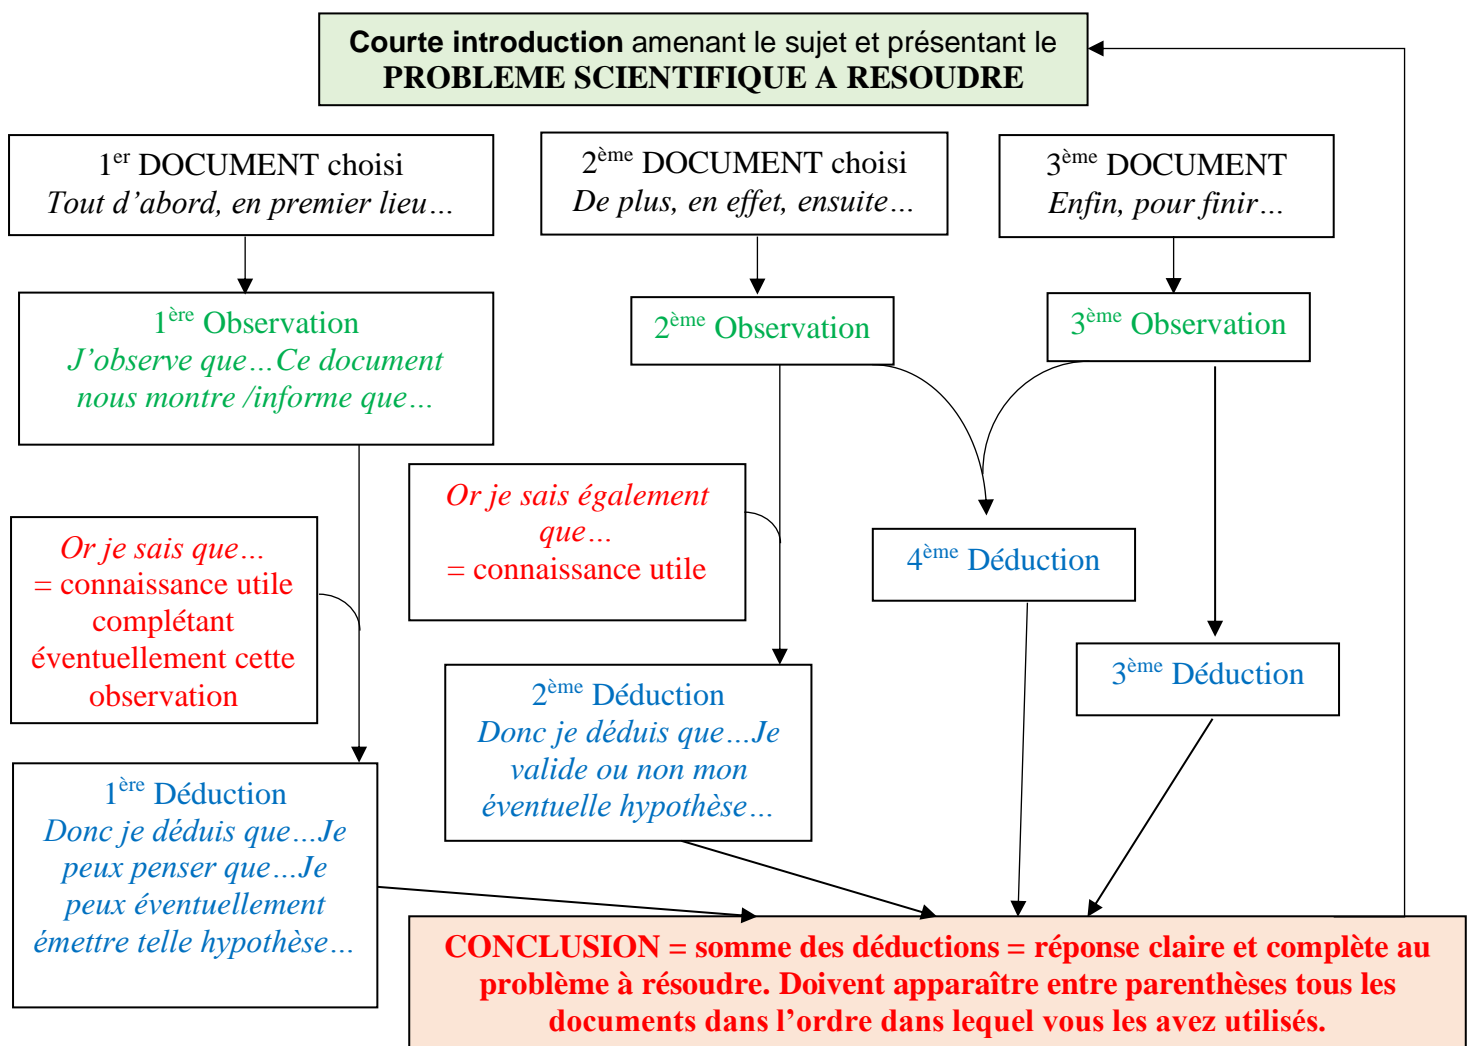 Courte introduction amenant le sujet et présentant le
PROBLEME SCIENTIFIQUE A RESOUDRE
1er DOCUMENT choisi
Tout d’abord, en premier lieu…
2ème DOCUMENT choisi
De plus, en effet, ensuite…
3ème DOCUMENT
Enfin, pour finir…
1ère Observation
J’observe que…Ce document
nous montre /informe que…
2ème Observation
3ème Observation
Or je sais que…
= connaissance utile
complétant
éventuellement cette
observation
Or je sais également
que…
= connaissance utile
4ème Déduction
3ème Déduction
2ème Déduction
Donc je déduis que…Je
valide ou non mon
éventuelle hypothèse…
1ère Déduction
Donc je déduis que…Je
peux penser que…Je
peux éventuellement
émettre telle hypothèse…
CONCLUSION = somme des déductions = réponse claire et complète au
problème à résoudre. Doivent apparaître entre parenthèses tous les
documents dans l’ordre dans lequel vous les avez utilisés.